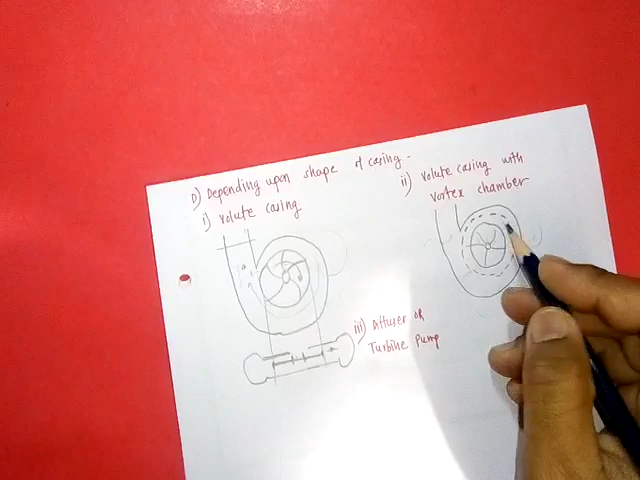 D) Depending upon shape of casing -
i) volute casing
ii) volute casing with
vortex chamber
iii) Diffuser or
Turbine Pump